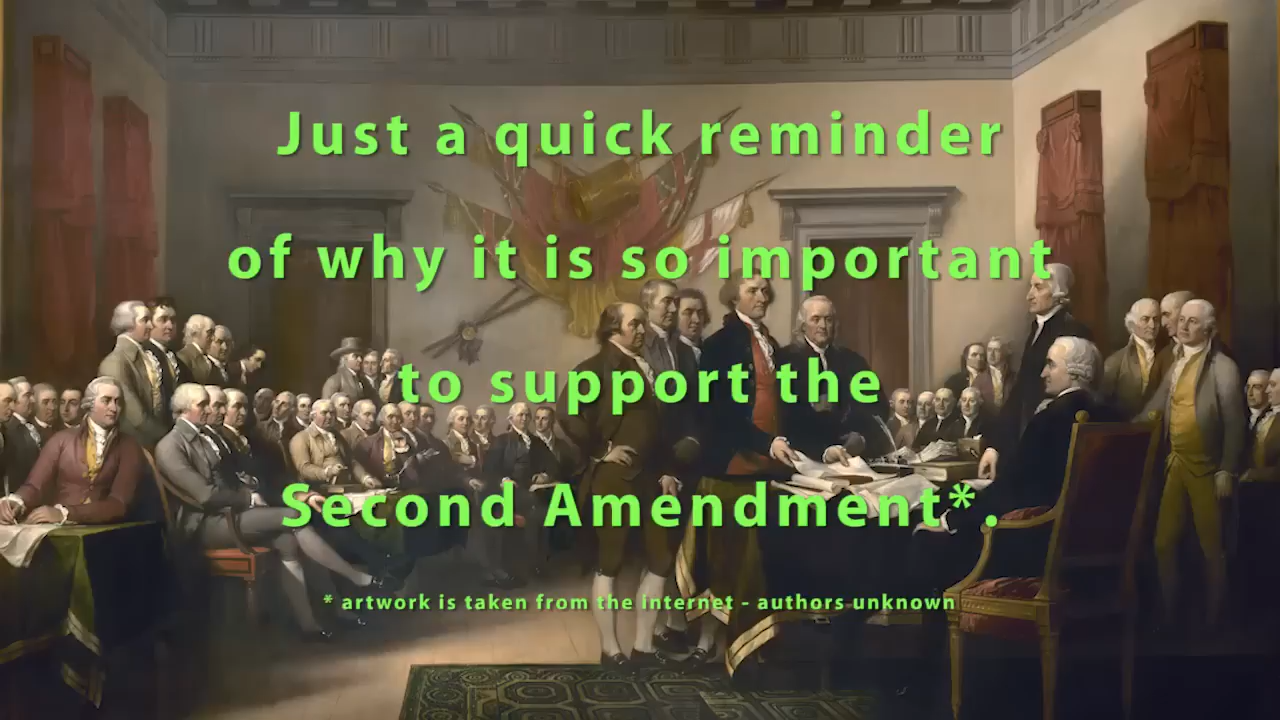 Just a quick reminder
of why it is so important
to support the
Second Amendment*.
* artwork is taken from the internet - authors unknown